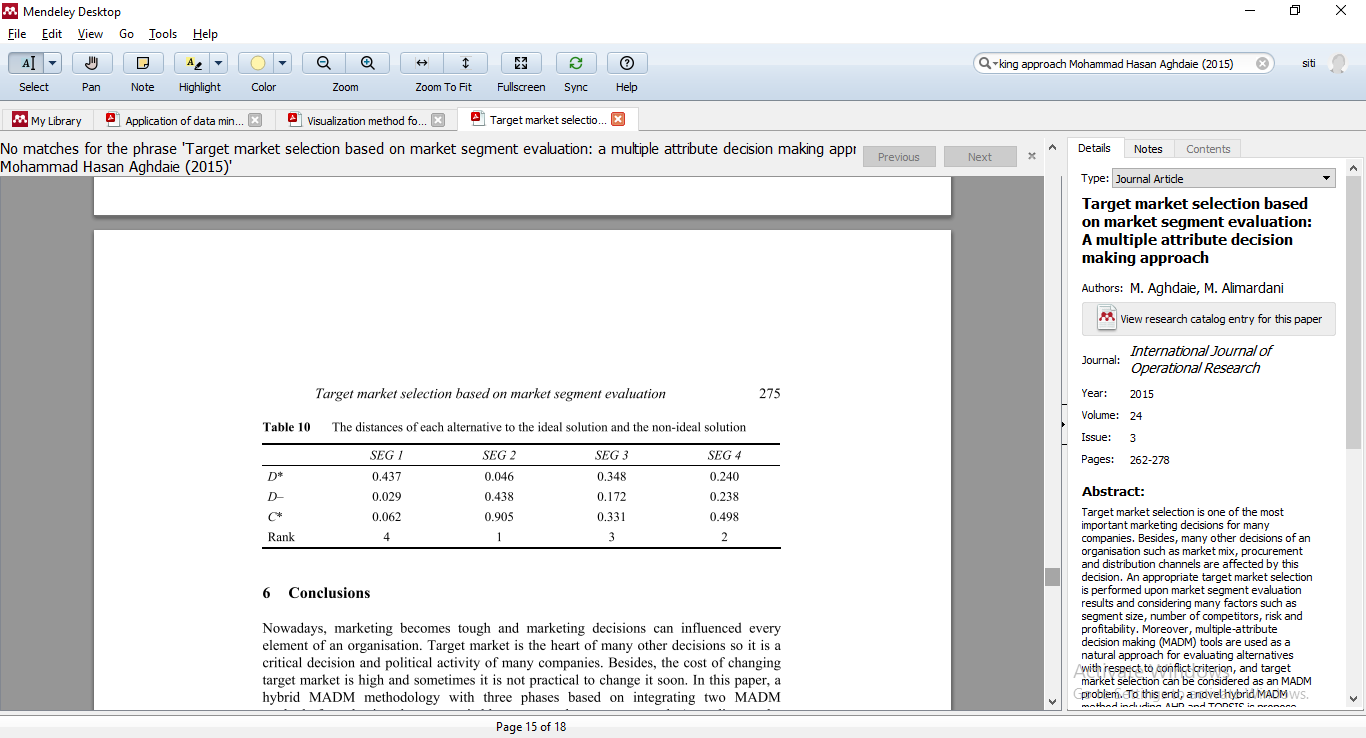 Mendeley Desktop
File Edit View Go Tools Help
Select Pan Note Highlight Color Zoom Zoom To Fit Fullscreen Sync Help
king approach Mohammad Hasan Aghdaie (2015)
siti
My Library Application of data min... Visualization method fo... Target market selectio...
No matches for the phrase 'Target market selection based on market segment evaluation: a multiple attribute decision making appr
Mohammad Hasan Aghdaie (2015)'
Previous Next
Target market selection based on market segment evaluation 275
Table 10 The distances of each alternative to the ideal solution and the non-ideal solution
SEG 1 SEG 2 SEG 3 SEG 4
D* 0.437 0.046 0.348 0.240
D– 0.029 0.438 0.172 0.238
C* 0.062 0.905 0.331 0.498
Rank 4 1 3 2
6 Conclusions
Nowadays, marketing becomes tough and marketing decisions can influenced every
element of an organisation. Target market is the heart of many other decisions so it is a
critical decision and political activity of many companies. Besides, the cost of changing
target market is high and sometimes it is not practical to change it soon. In this paper, a
hybrid MADM methodology with three phases based on integrating two MADM
Page 15 of 18
Details Notes Contents
Type: Journal Article
Target market selection based
on market segment evaluation:
A multiple attribute decision
making approach
Authors: M. Aghdaie, M. Alimardani
View research catalog entry for this paper
Journal: International Journal of
Operational Research
Year: 2015
Volume: 24
Issue: 3
Pages: 262-278
Abstract:
Target market selection is one of the most
important marketing decisions for many
companies. Besides, many other decisions of an
organisation such as market mix, procurement
and distribution channels are affected by this
decision. An appropriate target market selection
is performed upon market segment evaluation
results and considering many factors such as
segment size, number of competitors, risk and
profitability. Moreover, multiple-attribute
decision making (MADM) tools are used as a
natural approach for evaluating alternatives
with respect to conflict criterion, and target
market selection can be considered as an MADM
problem. To this end, a novel hybrid MADM
method including AHP and TOPSIS is propose
Activate Windows